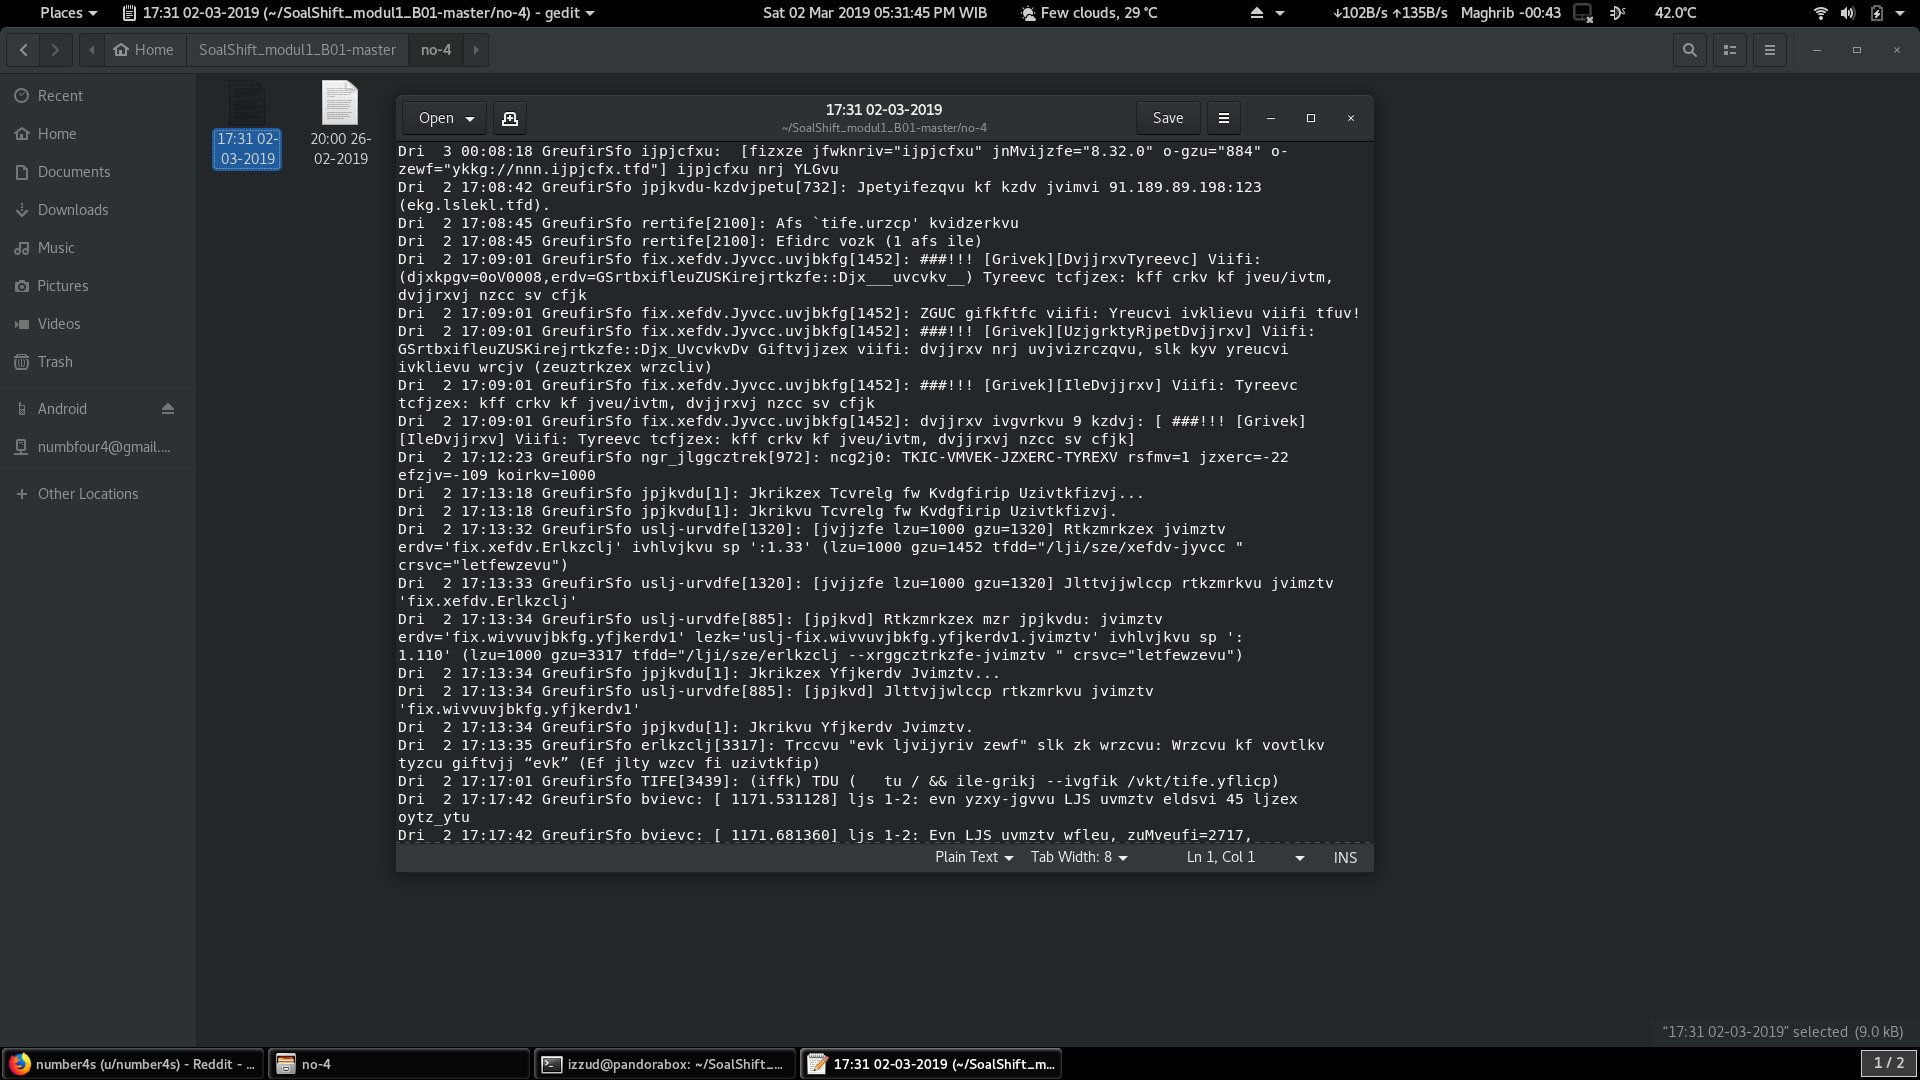 Places
17:31 02-03-2019 (~/SoalShift_modul1_B01-master/no-4) - gedit
Sat 02 Mar 2019 05:31:45 PM WIB
Few clouds, 29 °C
↓102B/s ↑135B/s
Maghrib -00:43
42.0°C
Home
SoalShift_modul1_B01-master
no-4
Recent
Home
Documents
Downloads
Music
Pictures
Videos
Trash
Android
numbfour4@gmail....
+ Other Locations
17:31 02-
03-2019
20:00 26-
02-2019
Open
17:31 02-03-2019
~/SoalShift_modul1_B01-master/no-4
Save
Dri  3 00:08:18 GreufirSfo ijpjcfxu:  [fizxze jfwknriv="ijpjcfxu" jnMvijzfe="8.32.0" o-gzu="884" o-
zewf="ykkg://nnn.ijpjcfx.tfd"] ijpjcfxu nrj YLGvu
Dri  2 17:08:42 GreufirSfo jpjkvdu-kzdvjpetu[732]: Jpetyifezqvu kf kzdv jvimvi 91.189.89.198:123
(ekg.lslekl.tfd).
Dri  2 17:08:45 GreufirSfo rertife[2100]: Afs `tife.urzcp' kvidzerkvu
Dri  2 17:08:45 GreufirSfo rertife[2100]: Efidrc vozk (1 afs ile)
Dri  2 17:09:01 GreufirSfo fix.xefdv.Jyvcc.uvjbkfg[1452]: ###!!! [Grivek][DvjjrxvTyreevc] Viifi:
(djxkpgv=0oV0008,erdv=GSrtbxifleuZUSKirejrtkzfe::Djx___uvcvkv__) Tyreevc tcfjzex: kff crkv kf jveu/ivtm,
dvjjrxvj nzcc sv cfjk
Dri  2 17:09:01 GreufirSfo fix.xefdv.Jyvcc.uvjbkfg[1452]: ZGUC gifkftfc viifi: Yreucvi ivklievu viifi tfuv!
Dri  2 17:09:01 GreufirSfo fix.xefdv.Jyvcc.uvjbkfg[1452]: ###!!! [Grivek][UzjgrktyRjpetDvjjrxv] Viifi:
GSrtbxifleuZUSKirejrtkzfe::Djx_UvcvkvDv Giftvjjzex viifi: dvjjrxv nrj uvjvizrczqvu, slk kyv yreucvi
ivklievu wrcjv (zeuztrkzex wrzcliv)
Dri  2 17:09:01 GreufirSfo fix.xefdv.Jyvcc.uvjbkfg[1452]: ###!!! [Grivek][IleDvjjrxv] Viifi: Tyreevc
tcfjzex: kff crkv kf jveu/ivtm, dvjjrxvj nzcc sv cfjk
Dri  2 17:09:01 GreufirSfo fix.xefdv.Jyvcc.uvjbkfg[1452]: dvjjrxv ivgvrkvu 9 kzdvj: [ ###!!! [Grivek]
[IleDvjjrxv] Viifi: Tyreevc tcfjzex: kff crkv kf jveu/ivtm, dvjjrxvj nzcc sv cfjk]
Dri  2 17:12:23 GreufirSfo ngr_jlggcztrek[972]: ncg2j0: TKIC-VMVEK-JZXERC-TYREXV rsfmv=1 jzxerc=-22
efzjv=-109 koirkv=1000
Dri  2 17:13:18 GreufirSfo jpjkvdu[1]: Jkrikzex Tcvrelg fw Kvdgfirip Uzivtkfizvj...
Dri  2 17:13:18 GreufirSfo jpjkvdu[1]: Jkrikvu Tcvrelg fw Kvdgfirip Uzivtkfizvj.
Dri  2 17:13:32 GreufirSfo uslj-urvdfe[1320]: [jvjjzfe lzu=1000 gzu=1320] Rtkzmrkzex jvimztv
erdv='fix.xefdv.Erlkzclj' ivhlvjkvu sp ':1.33' (lzu=1000 gzu=1452 tfdd="/lji/sze/xefdv-jyvcc "
crsvc="letfewzevu")
Dri  2 17:13:33 GreufirSfo uslj-urvdfe[1320]: [jvjjzfe lzu=1000 gzu=1320] Jlttvjjwlccp rtkzmrkvu jvimztv
'fix.xefdv.Erlkzclj'
Dri  2 17:13:34 GreufirSfo uslj-urvdfe[885]: [jpjkvd] Rtkzmrkzex mzr jpjkvdu: jvimztv
erdv='fix.wivvuvjbkfg.yfjkerdv1' lezk='uslj-fix.wivvuvjbkfg.yfjkerdv1.jvimztv' ivhlvjkvu sp ':
1.110' (lzu=1000 gzu=3317 tfdd="/lji/sze/erlkzclj --xrggcztrkzfe-jvimztv " crsvc="letfewzevu")
Dri  2 17:13:34 GreufirSfo jpjkvdu[1]: Jkrikzex Yfjkerdv Jvimztv...
Dri  2 17:13:34 GreufirSfo uslj-urvdfe[885]: [jpjkvd] Jlttvjjwlccp rtkzmrkvu jvimztv
'fix.wivvuvjbkfg.yfjkerdv1'
Dri  2 17:13:34 GreufirSfo jpjkvdu[1]: Jkrikvu Yfjkerdv Jvimztv.
Dri  2 17:13:35 GreufirSfo erlkzclj[3317]: Trccvu "evk ljvijyriv zewf" slk zk wrzcvu: Wrzcvu kf vovtlkv
tyzcu giftvjj “evk” (Ef jlty wzcv fi uzivtkfip)
Dri  2 17:17:01 GreufirSfo TIFE[3439]: (iffk) TDU (   tu / && ile-grikj --ivgfik /vkt/tife.yflicp)
Dri  2 17:17:42 GreufirSfo bvievc: [ 1171.531128] ljs 1-2: evn yzxy-jgvvu LJS uvmztv eldsvi 45 ljzex
oytz_ytu
Dri  2 17:17:42 GreufirSfo bvievc: [ 1171.681360] ljs 1-2: Evn LJS uvmztv wfleu, zuMveufi=2717,
Plain Text
Tab Width: 8
Ln 1, Col 1
INS
“17:31 02-03-2019” selected (9.0 kB)
number4s (u/number4s) - Reddit - ...
no-4
izzud@pandorabox: ~/SoalShift_...
17:31 02-03-2019 (~/SoalShift_m...
1 / 2